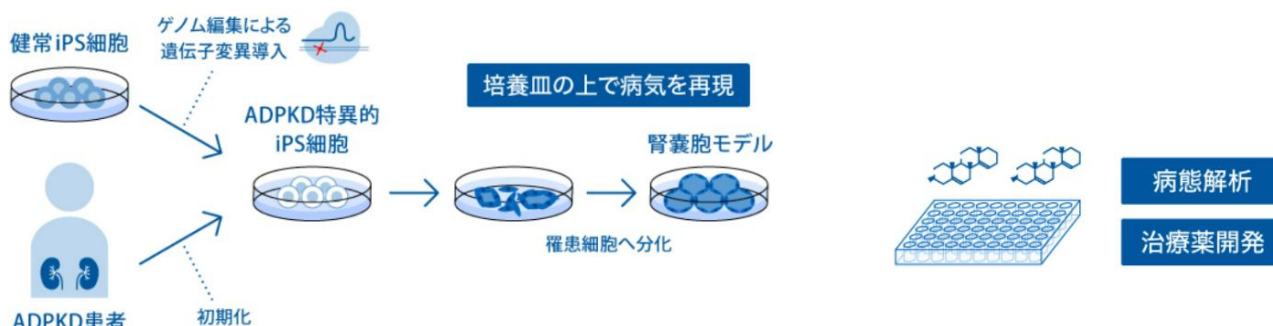 健常iPS細胞
ゲノム編集による
遺伝子変異導入
培養皿の上で病気を再現
ADPKD特異的
iPS細胞
腎嚢胞モデル
罹患細胞へ分化
病態解析
治療薬開発
ADPKD患者
初期化